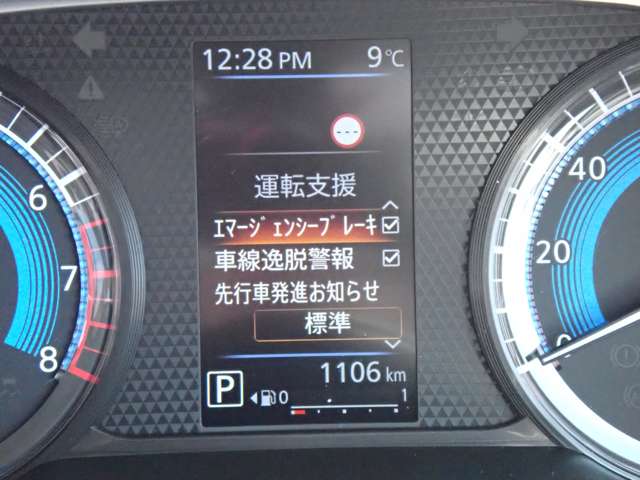 12:28 PM 9℃
---
運転支援
ｴﾏｰｼﾞｪﾝｼｰﾌﾞﾚｰｷ
車線逸脱警報
先行車発進お知らせ
標準
1106 km
P 0 1
6
7
8
40
20
0